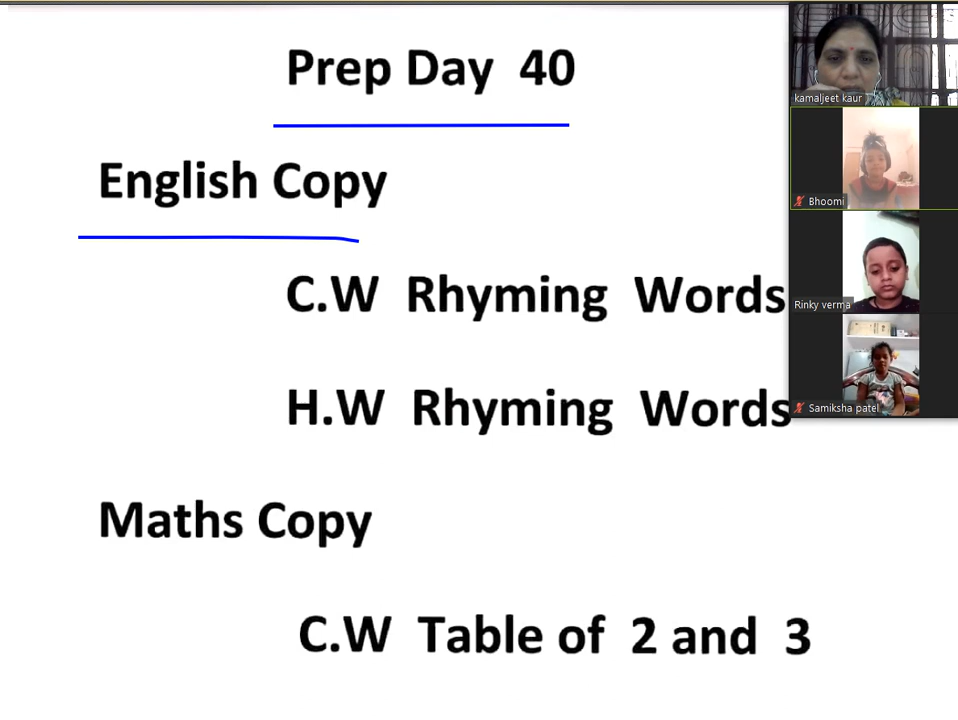 Prep Day 40
English Copy
C.W Rhyming Words
H.W Rhyming Words
Maths Copy
C.W Table of 2 and 3
kamaljeet kaur
Bhoomi
Rinky verma
Samiksha patel